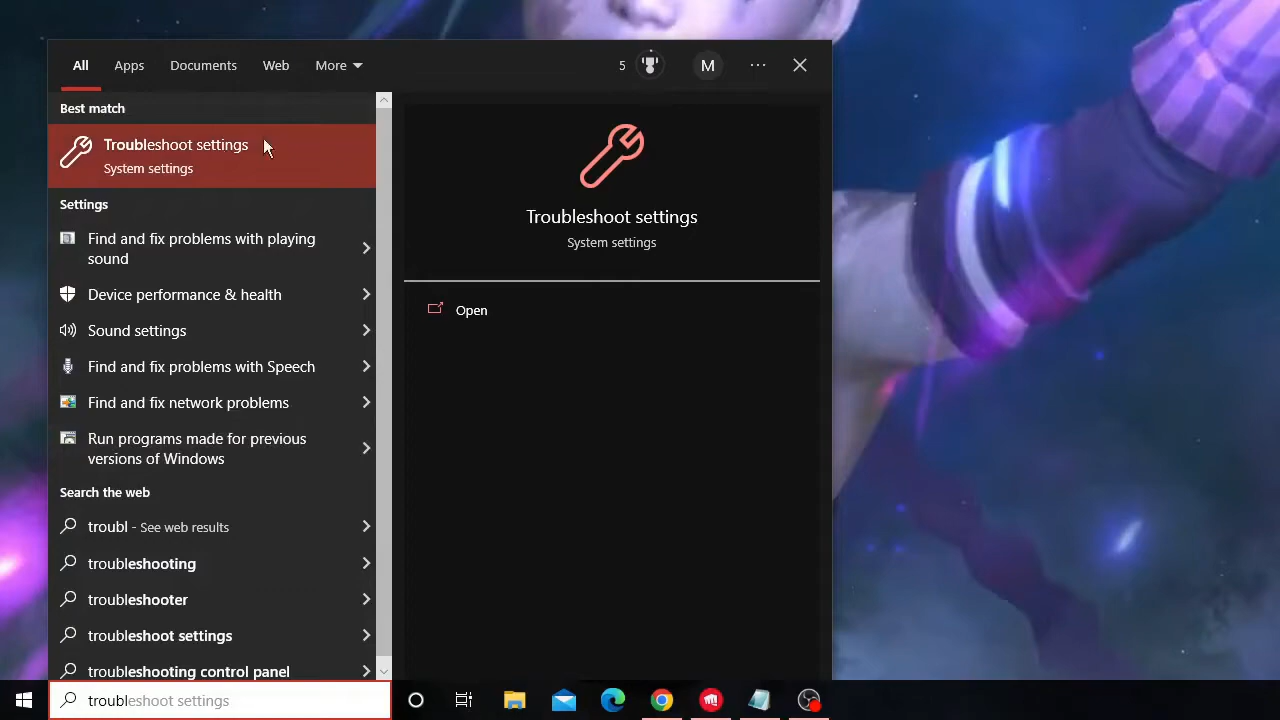 All
Apps
Documents
Web
More
5
M
Best match
Troubleshoot settings
System settings
Settings
Find and fix problems with playing
sound
Device performance & health
Sound settings
Find and fix problems with Speech
Find and fix network problems
Run programs made for previous
versions of Windows
Search the web
troubl - See web results
troubleshooting
troubleshooter
troubleshoot settings
troubleshooting control panel
Troubleshoot settings
System settings
Open
troubleshoot settings